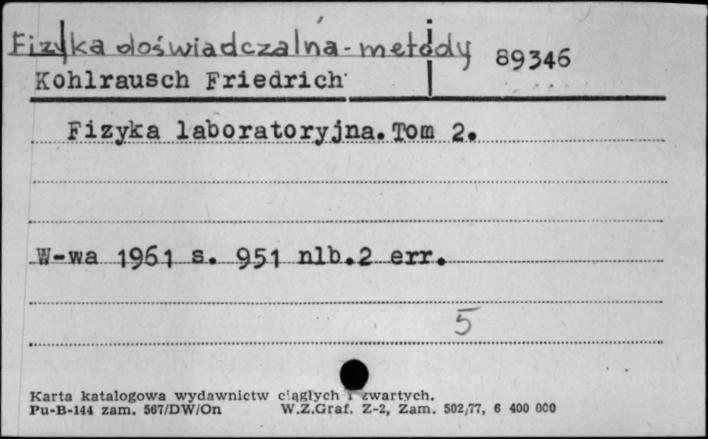 Fizyka doświadczalna - metody
89346
Kohlrausch Friedrich
Fizyka laboratoryjna. Tom 2.
W-wa 1961 s. 951 nlb.2 err.
5
Karta katalogowa wydawnictw ciągłych i zwartych.
Pu-B-144 zam. 567/DW/On W.Z.Graf. Z-2, Zam. 502/77, 6 400 000